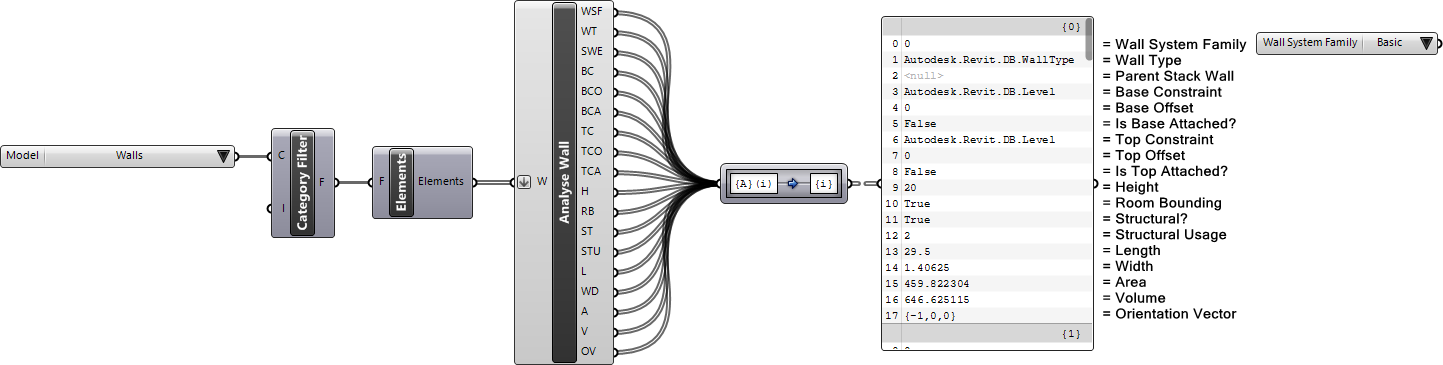 Model Walls
C
I
Category Filter
F
F
Elements
Elements
W
Analyse Wall
WSF
WT
SWE
BC
BCO
BCA
TC
TCO
TCA
H
RB
ST
STU
L
WD
A
V
OV
{A}(i) {i}
{0}
0 0 = Wall System Family
1 Autodesk.Revit.DB.WallType = Wall Type
2 <null> = Parent Stack Wall
3 Autodesk.Revit.DB.Level = Base Constraint
4 0 = Base Offset
5 False = Is Base Attached?
6 Autodesk.Revit.DB.Level = Top Constraint
7 0 = Top Offset
8 False = Is Top Attached?
9 20 = Height
10 True = Room Bounding
11 True = Structural?
12 2 = Structural Usage
13 29.5 = Length
14 1.40625 = Width
15 459.822304 = Area
16 646.625115 = Volume
17 {-1,0,0} = Orientation Vector
{1}
Wall System Family Basic